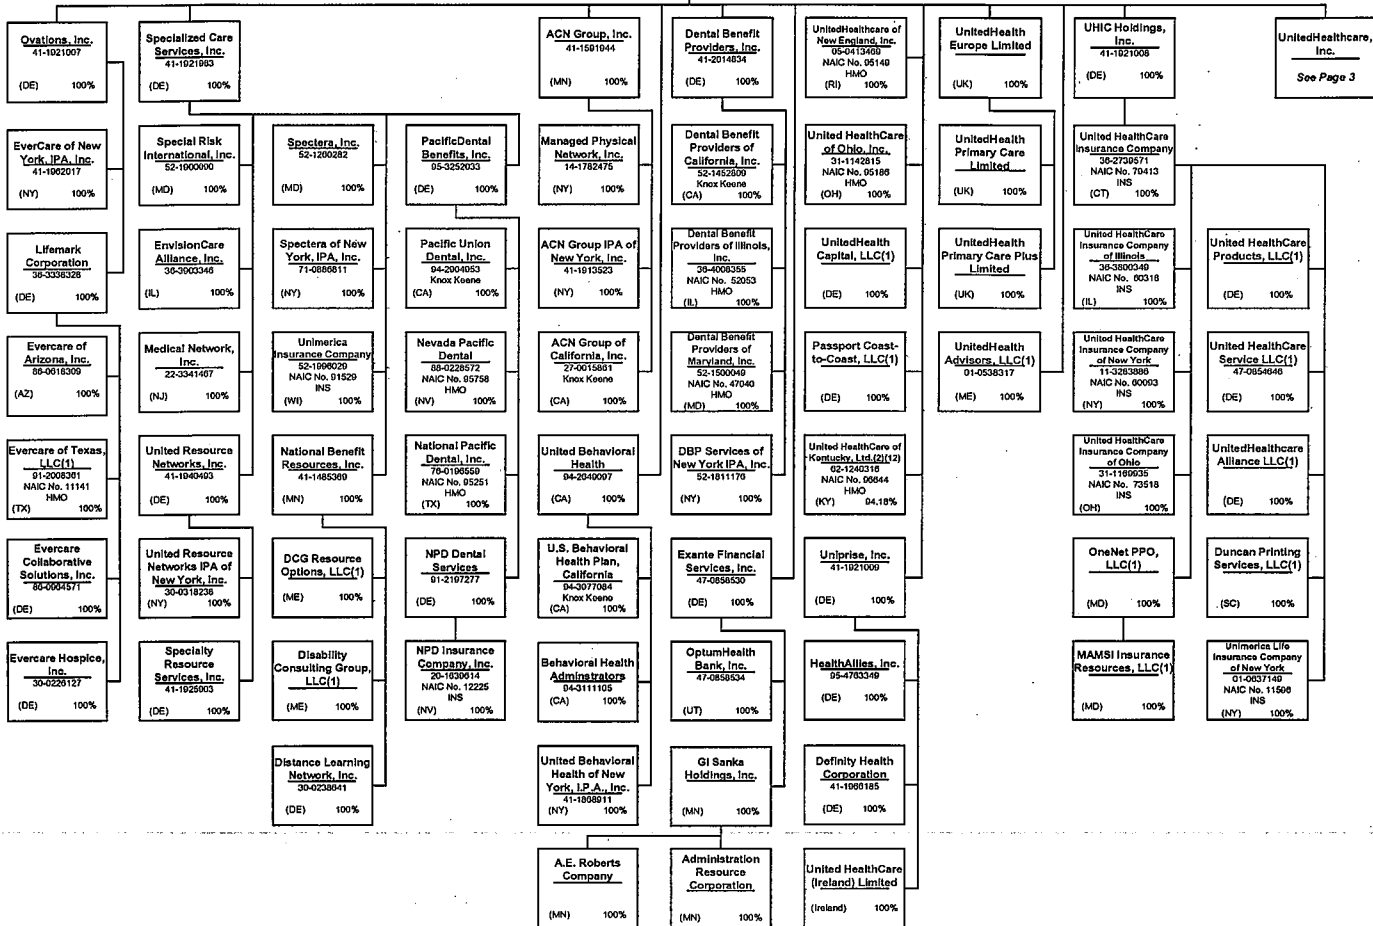 Ovations, Inc.
41-1921007
(DE) 100%
Specialized Care
Services, Inc.
41-1921983
(DE) 100%
ACN Group, Inc.
41-1591944
(MN) 100%
Dental Benefit
Providers, Inc.
41-2014834
(DE) 100%
UnitedHealthcare of
New England, Inc.
05-0413469
NAIC No. 95149
HMO
(RI) 100%
UnitedHealth
Europe Limited
(UK) 100%
UHIC Holdings,
Inc.
41-1921008
(DE) 100%
UnitedHealthcare,
Inc.
See Page 3
EverCare of New
York, IPA, Inc.
41-1962017
(NY) 100%
Special Risk
International, Inc.
52-1900090
(MD) 100%
Spectera, Inc.
52-1260282
(MD) 100%
PacificDental
Benefits, Inc.
95-3252033
(DE) 100%
Managed Physical
Network, Inc.
14-1782475
(NY) 100%
Dental Benefit
Providers of
California, Inc.
52-1452809
Knox Keene
(CA) 100%
United HealthCare
of Ohio, Inc.
31-1142815
NAIC No. 95186
HMO
(OH) 100%
UnitedHealth
Primary Care
Limited
(UK) 100%
United HealthCare
Insurance Company
36-2739571
NAIC No. 70413
INS
(CT) 100%
Lifemark
Corporation
36-3338328
(DE) 100%
EnvisionCare
Alliance, Inc.
36-3903346
(IL) 100%
Spectera of New
York, IPA, Inc.
71-0886811
(NY) 100%
Pacific Union
Dental, Inc.
94-2904953
Knox Keene
(CA) 100%
ACN Group IPA of
New York, Inc.
41-1913523
(NY) 100%
Dental Benefit
Providers of Illinois,
Inc.
36-4008355
NAIC No. 52053
HMO
(IL) 100%
UnitedHealth
Capital, LLC(1)
(DE) 100%
UnitedHealth
Primary Care Plus
Limited
(UK) 100%
United HealthCare
Insurance Company
of Illinois
36-3800349
NAIC No. 60318
INS
(IL) 100%
United HealthCare
Products, LLC(1)
(DE) 100%
Evercare of
Arizona, Inc.
86-0618309
(AZ) 100%
Medical Network,
Inc.
22-3341467
(NJ) 100%
Unimerica
Insurance Company
52-1996029
NAIC No. 91529
INS
(WI) 100%
Nevada Pacific
Dental
88-0228572
NAIC No. 95758
HMO
(NV) 100%
ACN Group of
California, Inc.
27-0015861
Knox Keene
(CA) 100%
Dental Benefit
Providers of
Maryland, Inc.
52-1500049
NAIC No. 47040
HMO
(MD) 100%
Passport Coast-
to-Coast, LLC(1)
(DE) 100%
UnitedHealth
Advisors, LLC(1)
01-0538317
(ME) 100%
United HealthCare
Insurance Company
of New York
11-3283886
NAIC No. 60093
INS
(NY) 100%
United HealthCare
Service LLC(1)
47-0854646
(DE) 100%
Evercare of Texas,
LLC(1)
91-2008361
NAIC No. 11141
HMO
(TX) 100%
United Resource
Networks, Inc.
41-1940493
(DE) 100%
National Benefit
Resources, Inc.
41-1485369
(MN) 100%
National Pacific
Dental, Inc.
76-0196559
NAIC No. 95251
HMO
(TX) 100%
United Behavioral
Health
94-2649097
(CA) 100%
DBP Services of
New York IPA, Inc.
52-1811176
(NY) 100%
United HealthCare of
Kentucky, Ltd.(2)(12)
62-1240316
NAIC No. 96644
HMO
(KY) 94.18%
United HealthCare
Insurance Company
of Ohio
31-1169935
NAIC No. 73518
INS
(OH) 100%
UnitedHealthcare
Alliance LLC(1)
(DE) 100%
Evercare
Collaborative
Solutions, Inc.
80-0964571
(DE) 100%
United Resource
Networks IPA of
New York, Inc.
30-0318238
(NY) 100%
DCG Resource
Options, LLC(1)
(ME) 100%
NPD Dental
Services
91-2197277
(DE) 100%
U.S. Behavioral
Health Plan,
California
94-3077084
Knox Keene
(CA) 100%
Exante Financial
Services, Inc.
47-0858530
(DE) 100%
Uniprise, Inc.
41-1921009
(DE) 100%
OneNet PPO,
LLC(1)
(MD) 100%
Duncan Printing
Services, LLC(1)
(SC) 100%
Evercare Hospice,
Inc.
30-0226127
(DE) 100%
Specialty
Resource
Services, Inc.
41-1925003
(DE) 100%
Disability
Consulting Group,
LLC(1)
(ME) 100%
NPD Insurance
Company, Inc.
20-1639614
NAIC No. 12225
INS
(NV) 100%
Behavioral Health
Adminstrators
94-3111105
(CA) 100%
OptumHealth
Bank, Inc.
47-0858534
(UT) 100%
HealthAllies, Inc.
95-4763349
(DE) 100%
MAMSI Insurance
Resources, LLC(1)
(MD) 100%
Unimerica Life
Insurance Company
of New York
01-0637149
NAIC No. 11596
INS
(NY) 100%
Distance Learning
Network, Inc.
30-0238641
(DE) 100%
United Behavioral
Health of New
York, I.P.A., Inc.
41-1868911
(NY) 100%
GI Sanka
Holdings, Inc.
(MN) 100%
Definity Health
Corporation
41-1966185
(DE) 100%
A.E. Roberts
Company
(MN) 100%
Administration
Resource
Corporation
(MN) 100%
United HealthCare
(Ireland) Limited
(Ireland) 100%